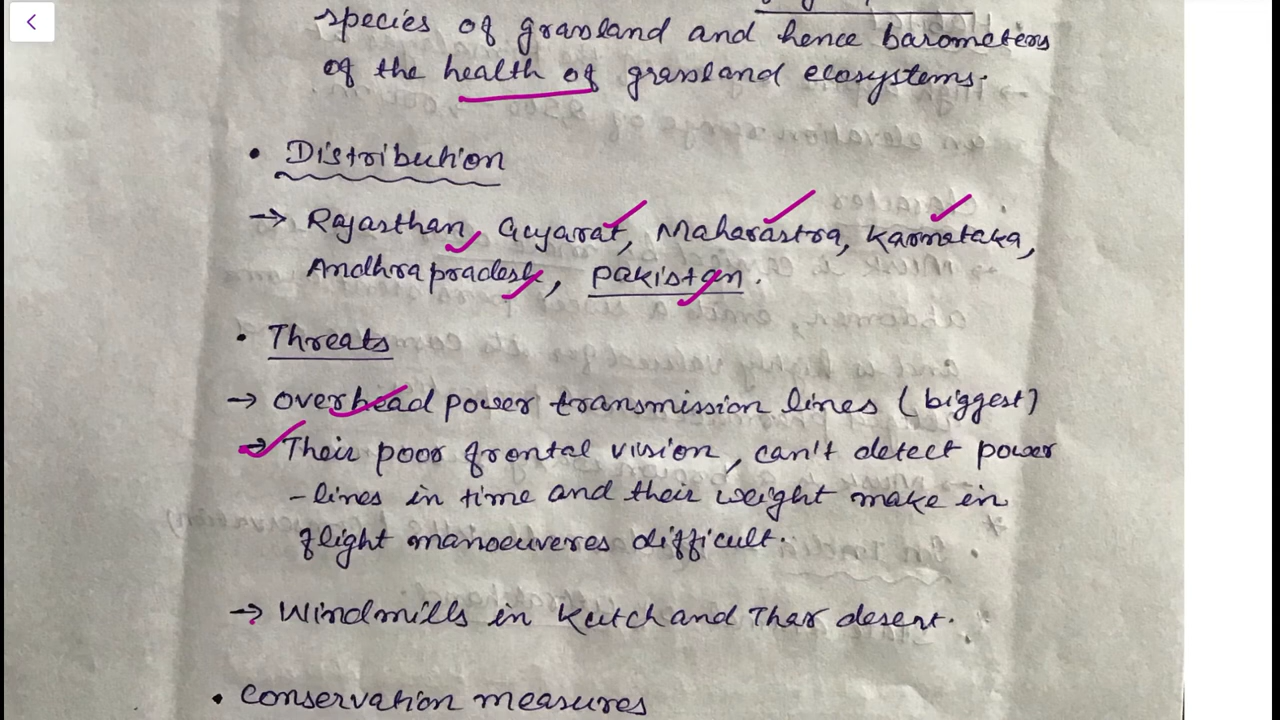 species of grassland and hence barometers
of the health of grassland ecosystems.
• Distribution
→ Rajasthan, Gujarat, Maharastra, Karnataka,
Andhra pradesh, Pakistan.
• Threats
→ overhead power transmission lines (biggest)
→ Their poor frontal vision, can't detect power
-lines in time and their weight make in
flight manoeuveres difficult.
→ Windmills in Kutch and Thar desert.
• Conservation measures